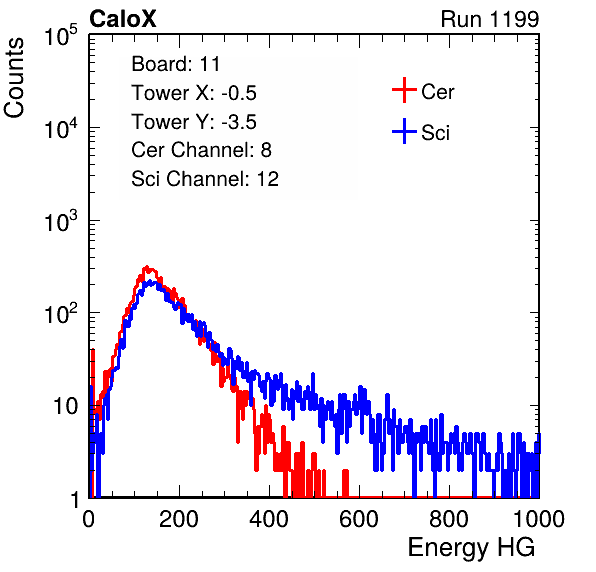 CaloX Run 1199
Counts
10^5
10^4
10^3
10^2
10
1
Board: 11
Tower X: -0.5
Tower Y: -3.5
Cer Channel: 8
Sci Channel: 12
Cer
Sci
0 200 400 600 800 1000
Energy HG